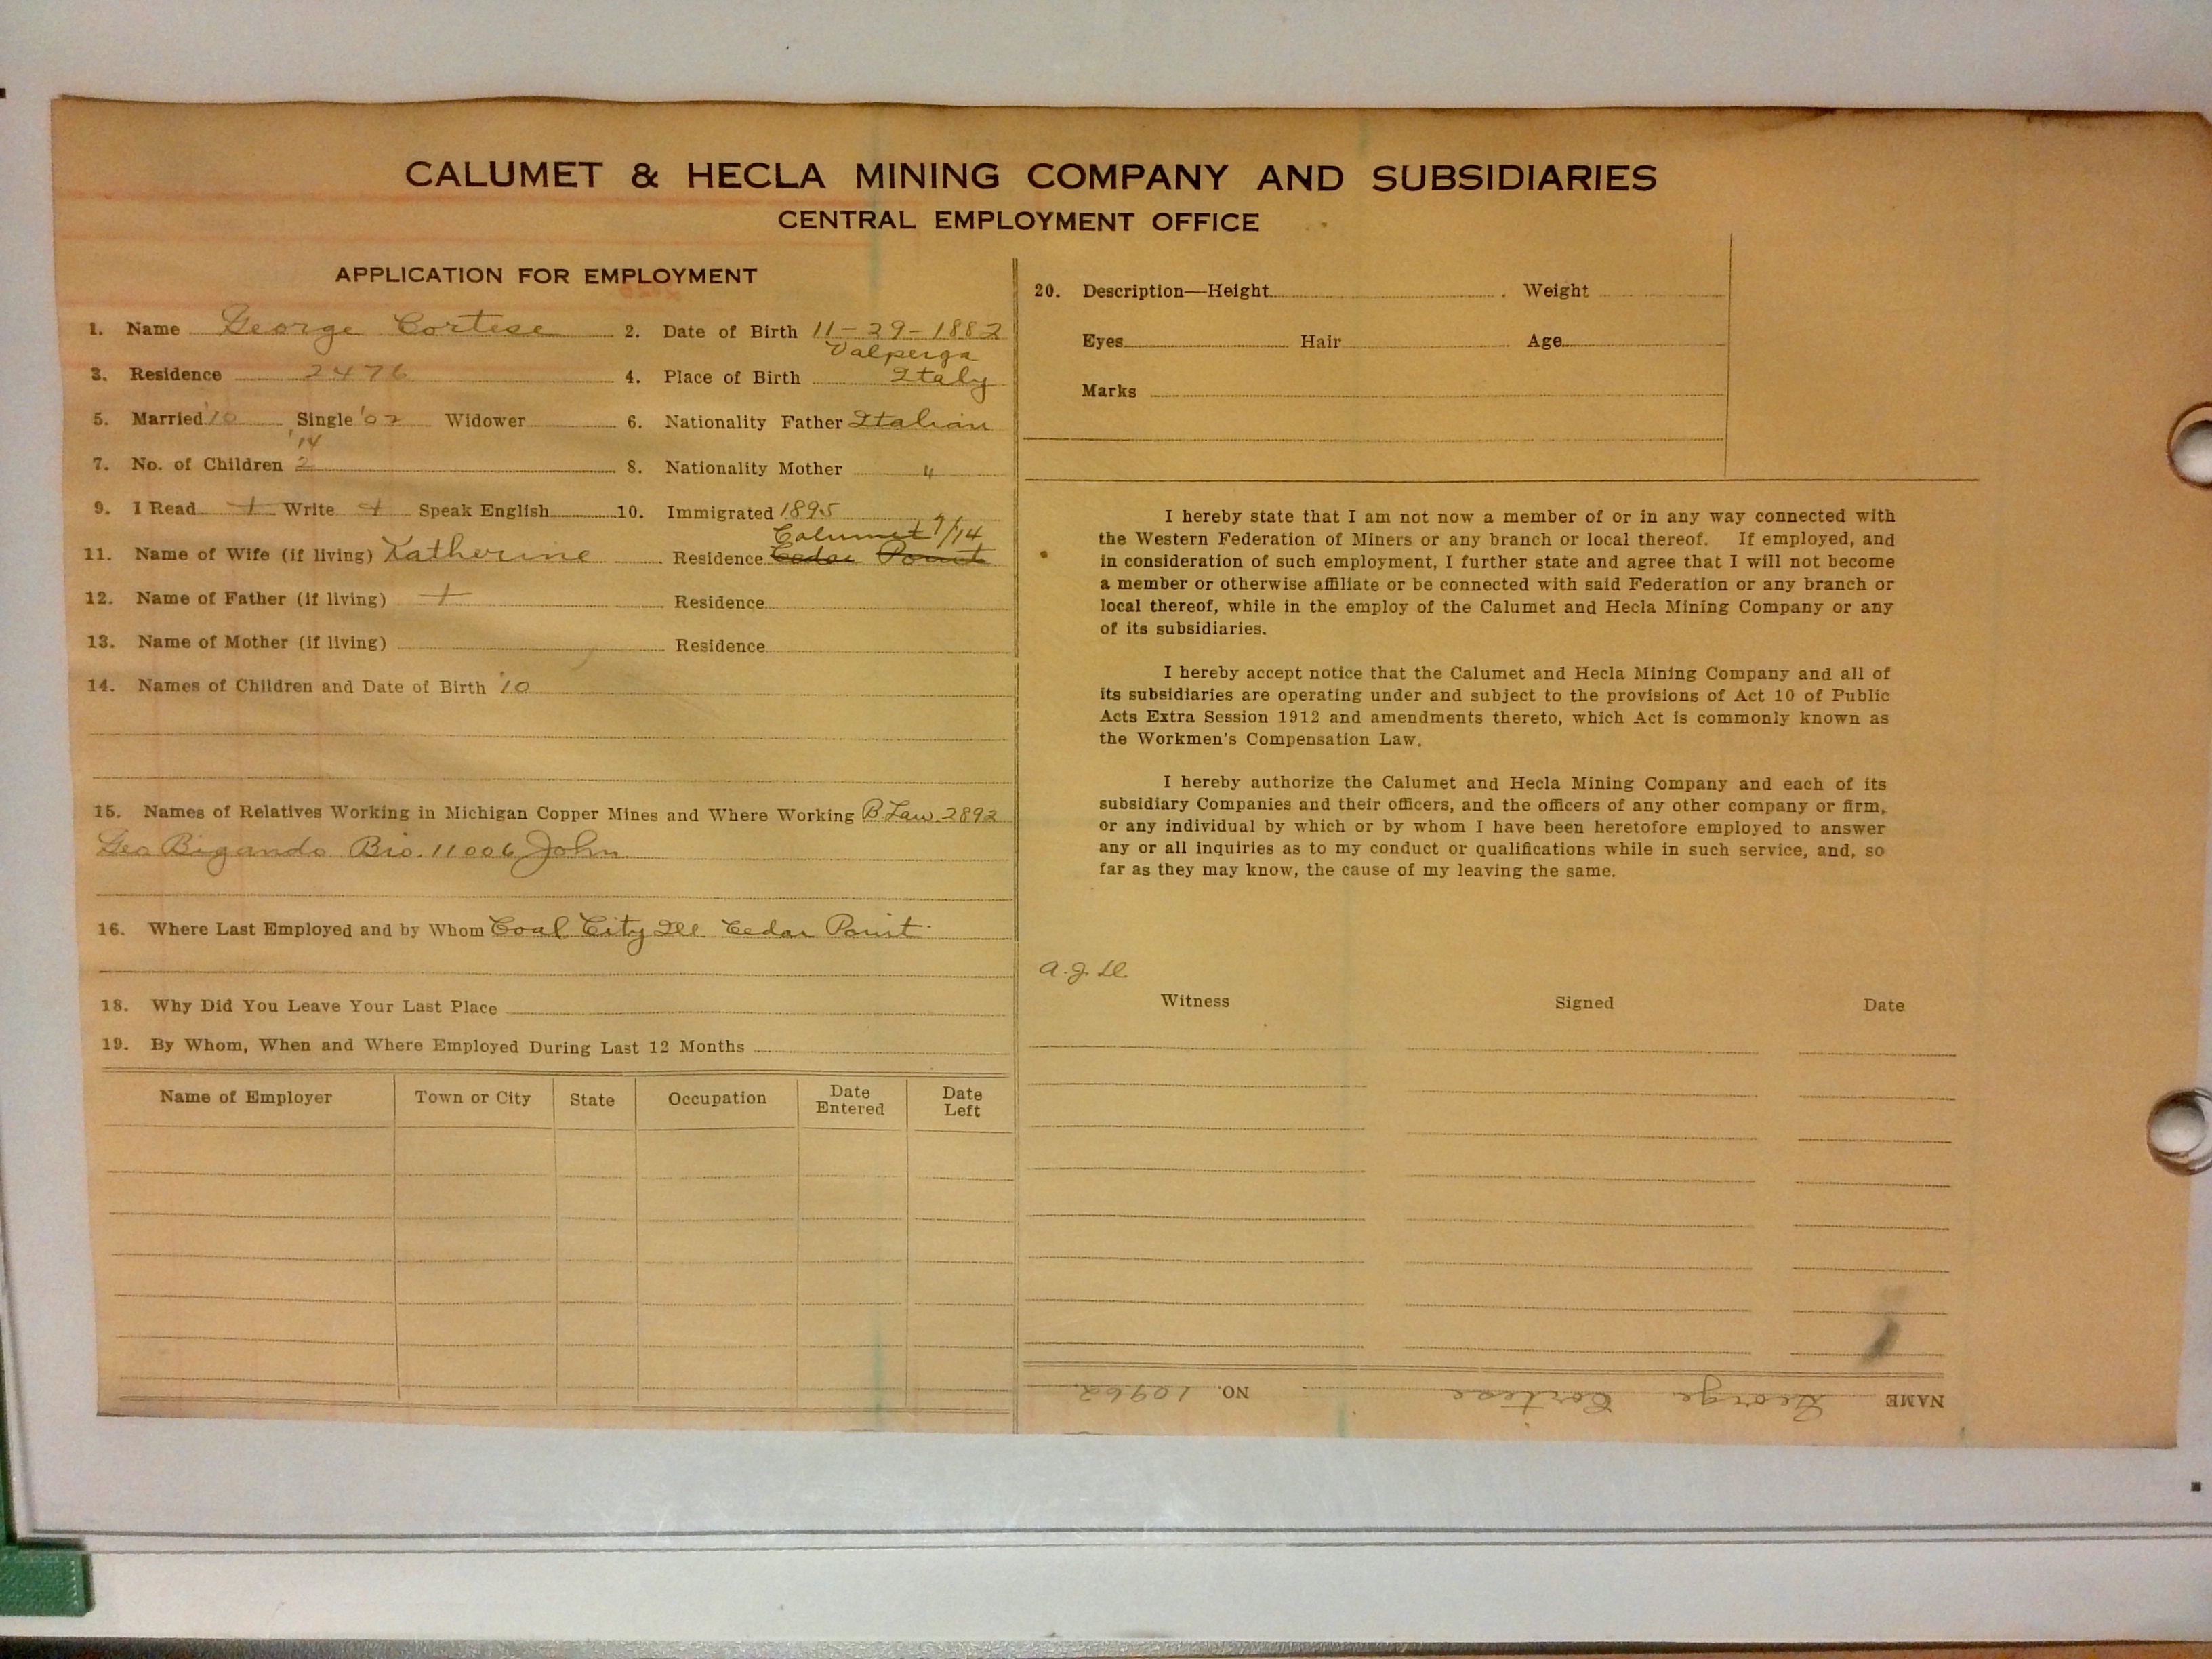 CALUMET & HECLA MINING COMPANY AND SUBSIDIARIES
CENTRAL EMPLOYMENT OFFICE
APPLICATION FOR EMPLOYMENT
1. Name George Cortese 2. Date of Birth 11-29-1882
Valperga
3. Residence 2476 4. Place of Birth Italy
5. Married '10 Single '02 Widower 6. Nationality Father Italian
'14
7. No. of Children 2 8. Nationality Mother "
9. I Read + Write + Speak English 10. Immigrated 1895
Calumet 9/14
11. Name of Wife (if living) Katherine Residence Cedar Point
12. Name of Father (if living) + Residence
13. Name of Mother (if living) Residence
14. Names of Children and Date of Birth '10
15. Names of Relatives Working in Michigan Copper Mines and Where Working B Law. 2892
Geo Bigando Bro. 11006 John
16. Where Last Employed and by Whom Coal City Ill Cedar Point
18. Why Did You Leave Your Last Place
19. By Whom, When and Where Employed During Last 12 Months
Name of Employer Town or City State Occupation Date Entered Date Left
20. Description—Height Weight
Eyes Hair Age
Marks
I hereby state that I am not now a member of or in any way connected with
the Western Federation of Miners or any branch or local thereof. If employed, and
in consideration of such employment, I further state and agree that I will not become
a member or otherwise affiliate or be connected with said Federation or any branch or
local thereof, while in the employ of the Calumet and Hecla Mining Company or any
of its subsidiaries.
I hereby accept notice that the Calumet and Hecla Mining Company and all of
its subsidiaries are operating under and subject to the provisions of Act 10 of Public
Acts Extra Session 1912 and amendments thereto, which Act is commonly known as
the Workmen's Compensation Law.
I hereby authorize the Calumet and Hecla Mining Company and each of its
subsidiary Companies and their officers, and the officers of any other company or firm,
or any individual by which or by whom I have been heretofore employed to answer
any or all inquiries as to my conduct or qualifications while in such service, and, so
far as they may know, the cause of my leaving the same.
Witness Signed Date
NAME George Cortese NO. 10962